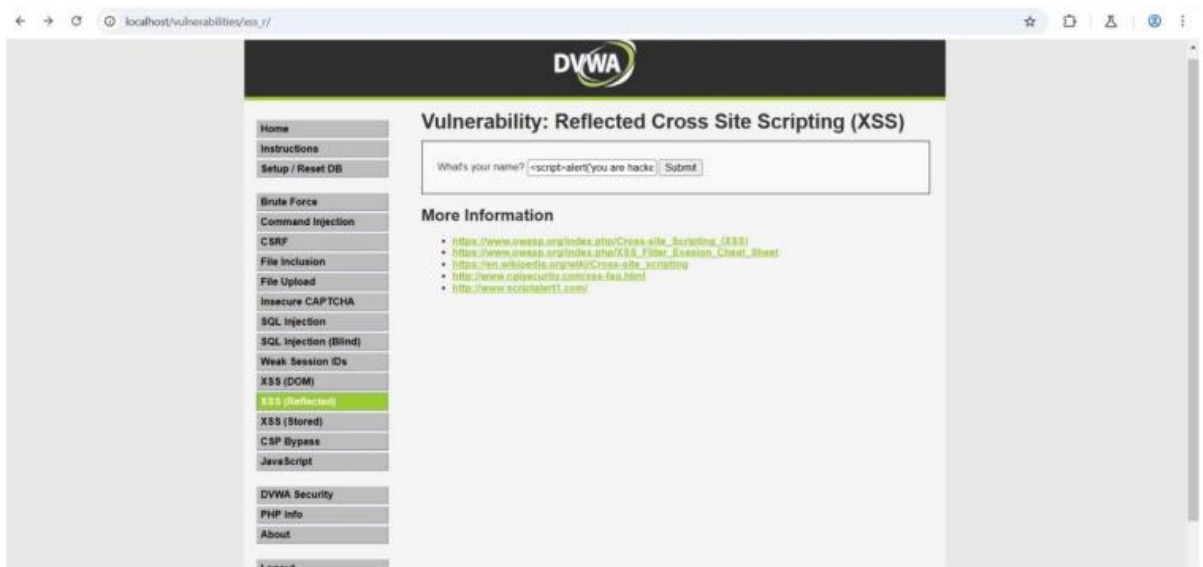 localhost/vulnerabilities/xss_r/
DVWA
Home
Instructions
Setup / Reset DB
Brute Force
Command Injection
CSRF
File Inclusion
File Upload
Insecure CAPTCHA
SQL Injection
SQL Injection (Blind)
Weak Session IDs
XSS (DOM)
XSS (Reflected)
XSS (Stored)
CSP Bypass
JavaScript
DVWA Security
PHP Info
About
Logout
Vulnerability: Reflected Cross Site Scripting (XSS)
What's your name? <script>alert('you are hacke Submit
More Information
https://www.owasp.org/index.php/Cross-site_Scripting_(XSS)
https://www.owasp.org/index.php/XSS_Filter_Evasion_Cheat_Sheet
https://en.wikipedia.org/wiki/Cross-site_scripting
http://www.cgisecurity.com/xss-faq.html
http://www.scriptalert1.com/